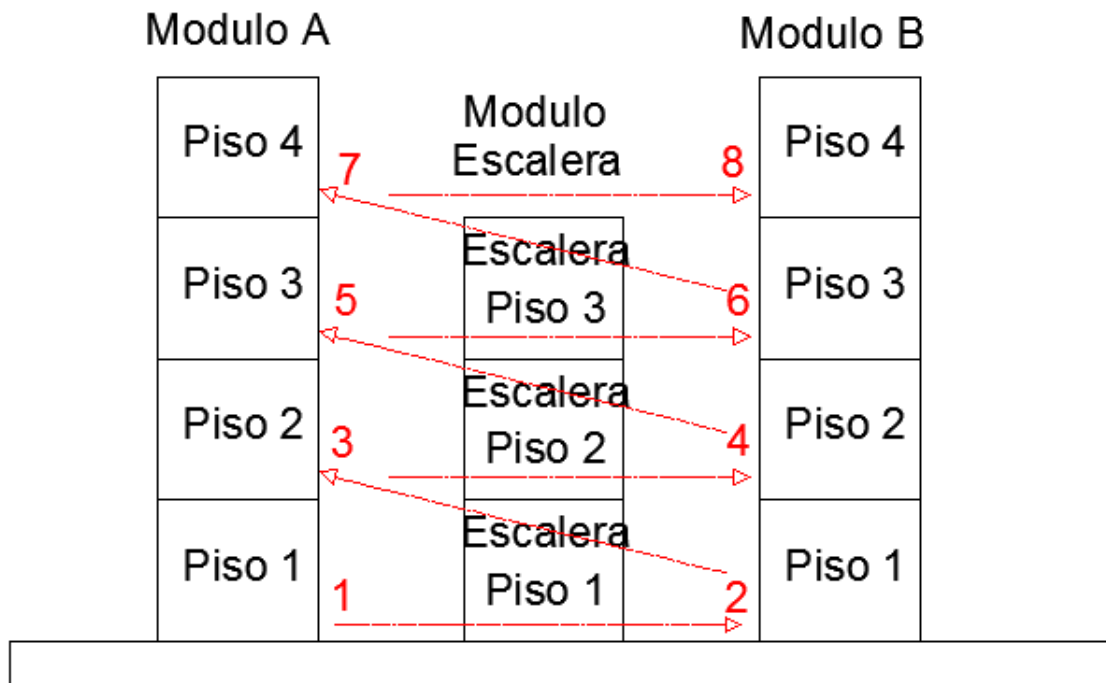 Modulo A
Modulo B
Modulo
Escalera
Piso 4
7
8
Piso 4
Piso 3
5
Escalera
Piso 3
6
Piso 3
Piso 2
3
Escalera
Piso 2
4
Piso 2
Piso 1
1
Escalera
Piso 1
2
Piso 1